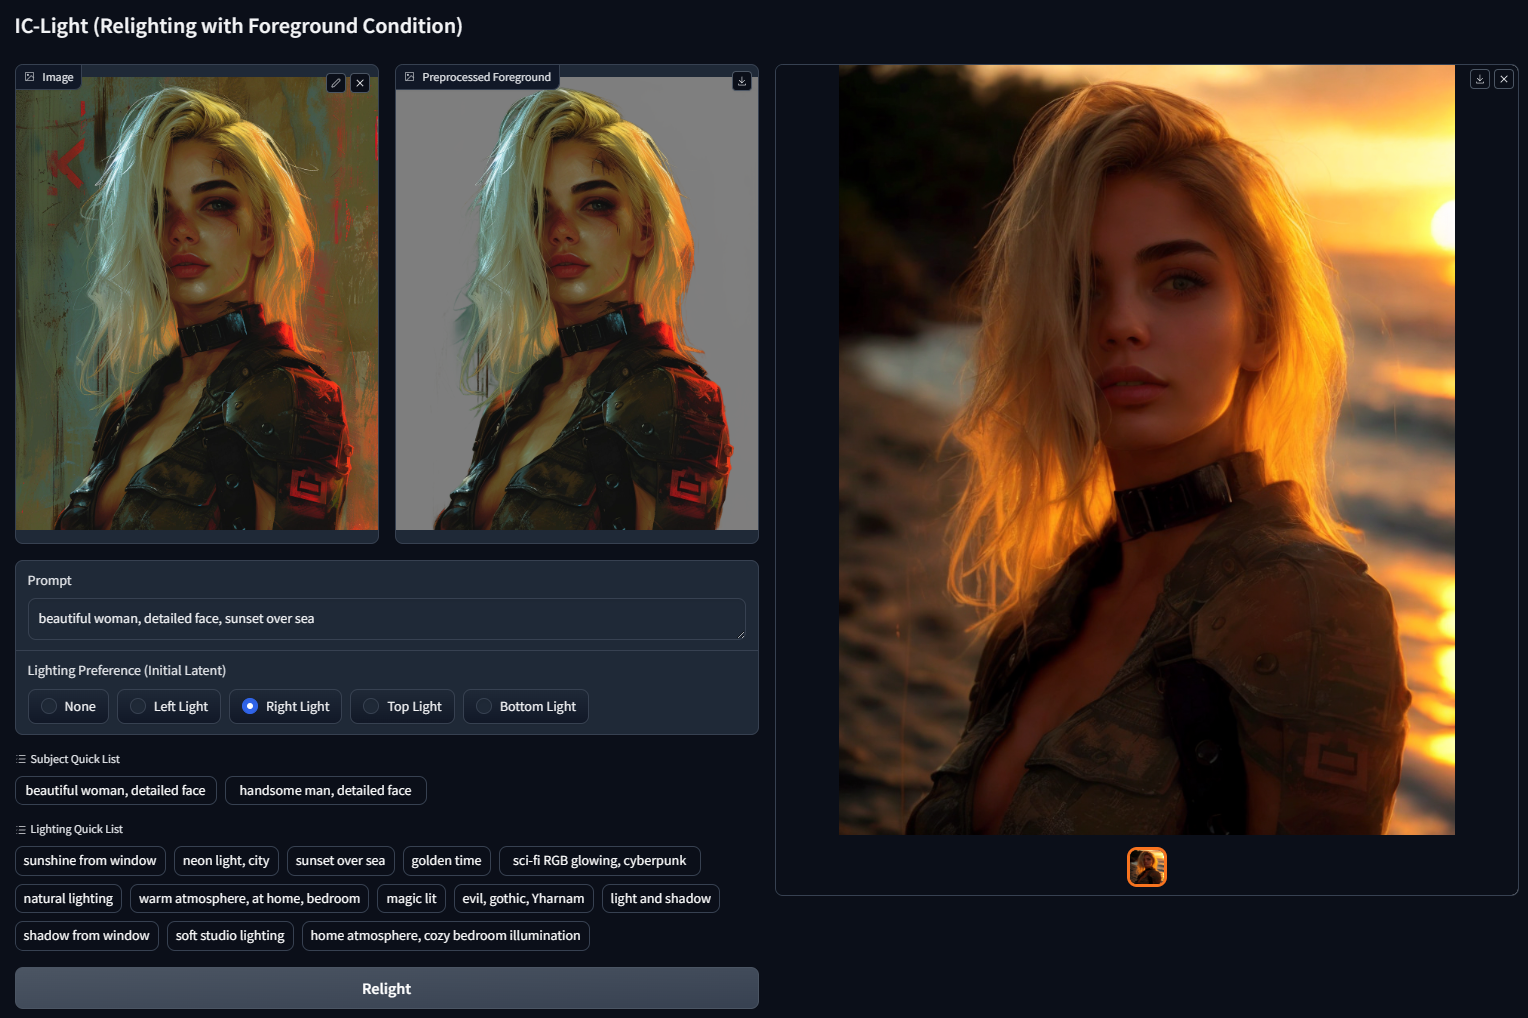 IC-Light (Relighting with Foreground Condition)
Image
Preprocessed Foreground
Prompt
beautiful woman, detailed face, sunset over sea
Lighting Preference (Initial Latent)
None
Left Light
Right Light
Top Light
Bottom Light
Subject Quick List
beautiful woman, detailed face
handsome man, detailed face
Lighting Quick List
sunshine from window
neon light, city
sunset over sea
golden time
sci-fi RGB glowing, cyberpunk
natural lighting
warm atmosphere, at home, bedroom
magic lit
evil, gothic, Yharnam
light and shadow
shadow from window
soft studio lighting
home atmosphere, cozy bedroom illumination
Relight